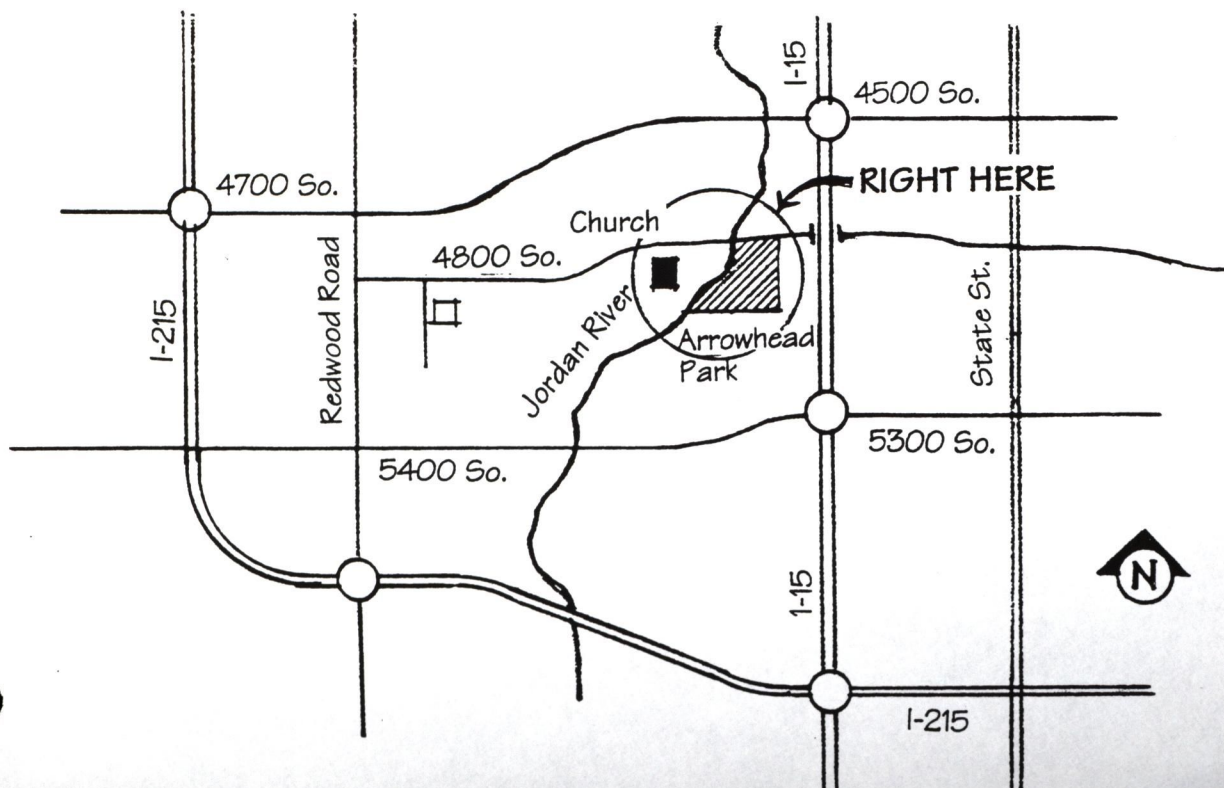 I-15
4500 So.
4700 So.
RIGHT HERE
Church
4800 So.
Redwood Road
I-215
Jordan River
Arrowhead
Park
State St.
5300 So.
5400 So.
N
I-15
I-215